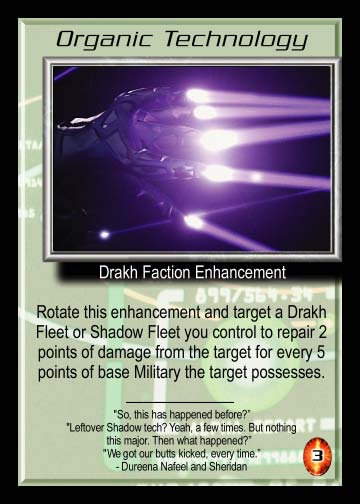 Organic Technology
Drakh Faction Enhancement
Rotate this enhancement and target a Drakh
Fleet or Shadow Fleet you control to repair 2
points of damage from the target for every 5
points of base Military the target possesses.
"So, this has happened before?"
"Leftover Shadow tech? Yeah, a few times. But nothing
this major. Then what happened?"
"We got our butts kicked, every time."
- Dureena Nafeel and Sheridan
3